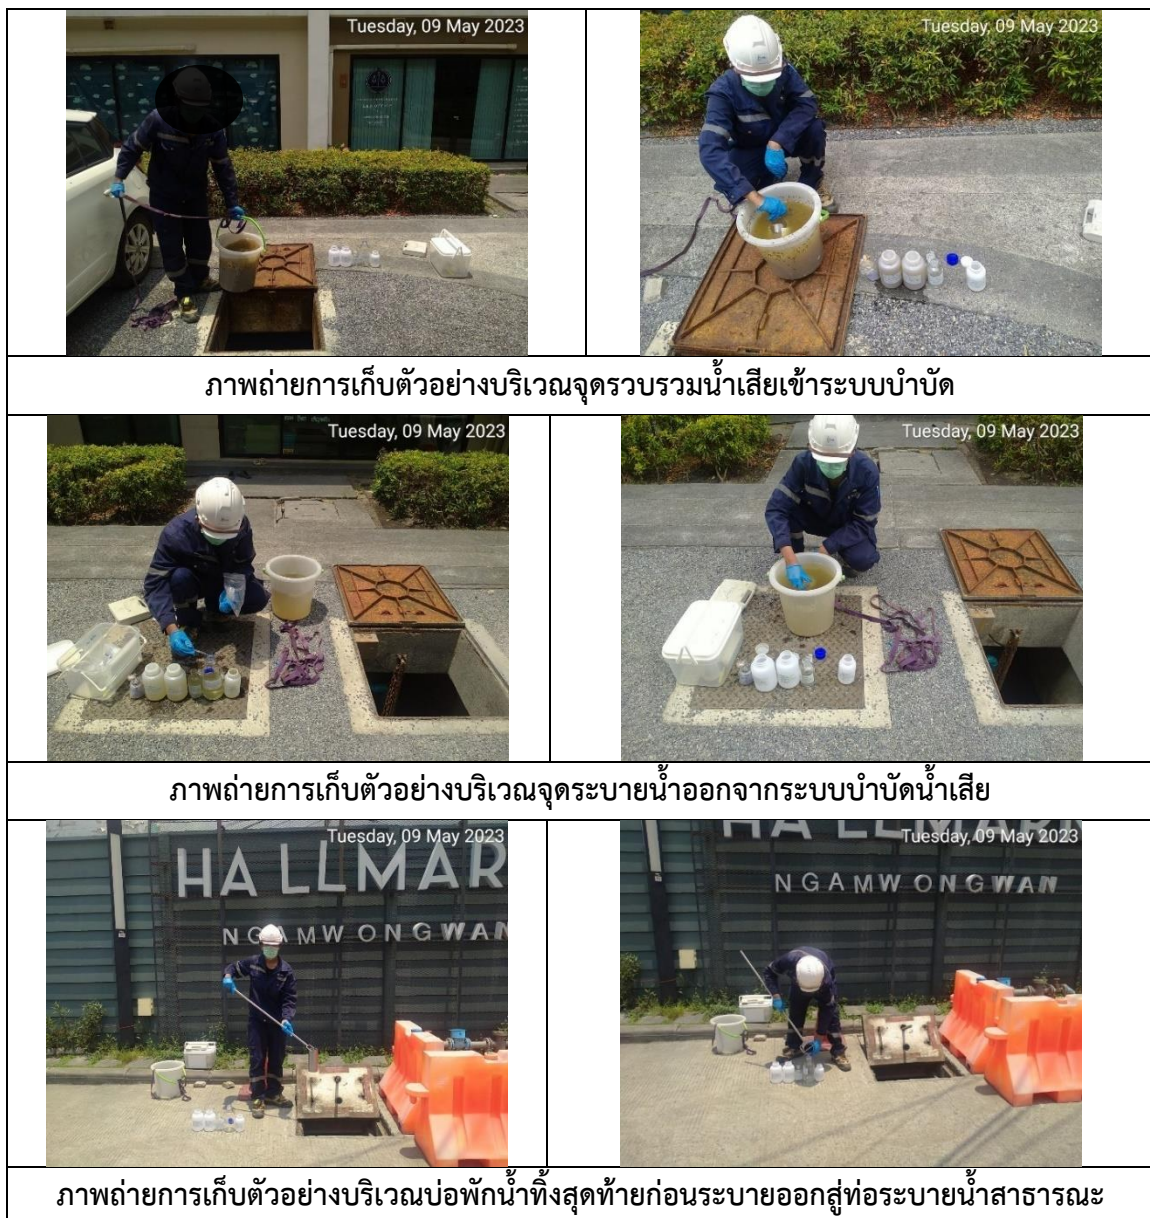 Tuesday, 09 May 2023
Tuesday, 09 May 2023
ภาพถ่ายการเก็บตัวอย่างบริเวณจุดรวบรวมน้ำเสียเข้าระบบบำบัด
Tuesday, 09 May 2023
Tuesday, 09 May 2023
ภาพถ่ายการเก็บตัวอย่างบริเวณจุดระบายน้ำออกจากระบบบำบัดน้ำเสีย
Tuesday, 09 May 2023
HALLMAR
NGAMWONGWAN
Tuesday, 09 May 2023
HALLMAR
NGAMWONGWAN
ภาพถ่ายการเก็บตัวอย่างบริเวณบ่อพักน้ำทิ้งสุดท้ายก่อนระบายออกสู่ท่อระบายน้ำสาธารณะ